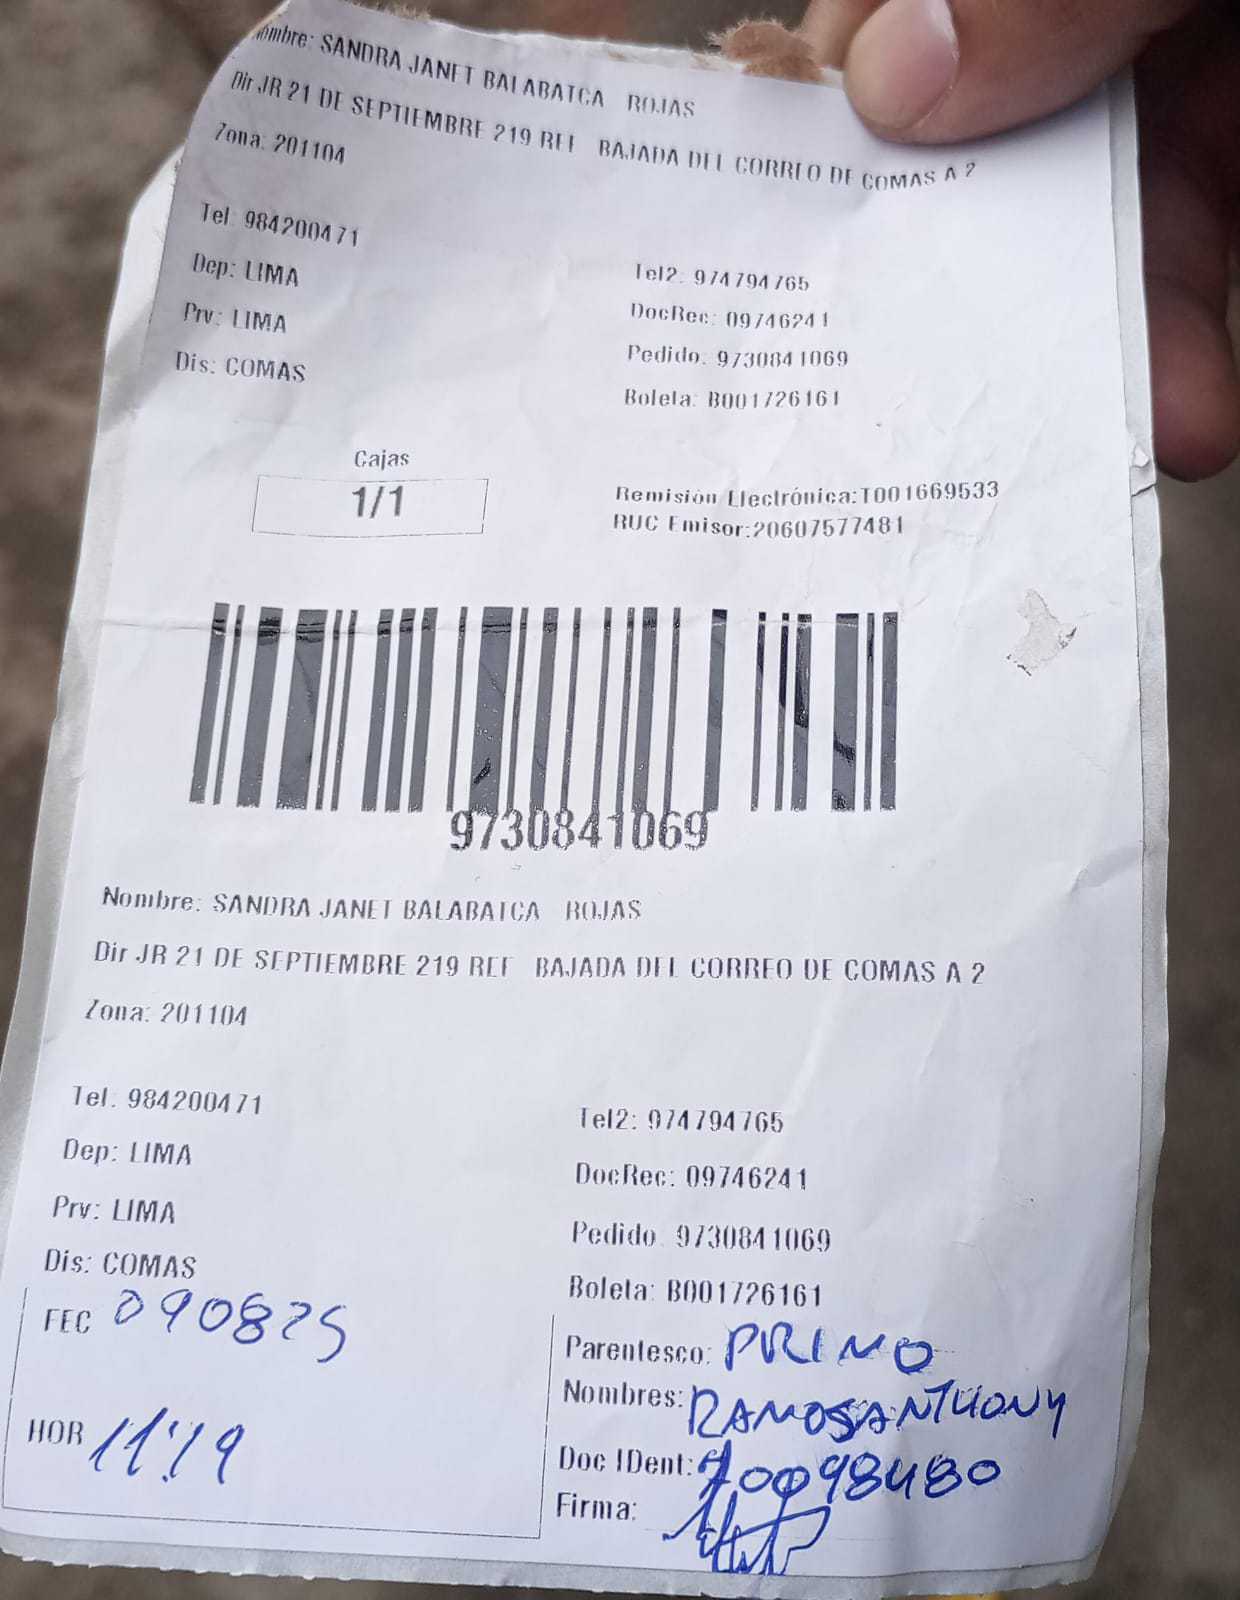 Nombre: SANDRA JANET BALABATCA ROJAS
Dir JR 21 DE SEPTIEMBRE 219 REF BAJADA DEL CORREO DE COMAS A 2
Zona: 201104
Tel: 984200471
Dep: LIMA Tel2: 974794765
Prv: LIMA DocRec: 09746241
Dis: COMAS Pedido: 9730841069
Boleta: B001726161
Cajas
1/1
Remisión Electrónica:T001669533
RUC Emisor:20607577481
9730841069
Nombre: SANDRA JANET BALABATCA ROJAS
Dir JR 21 DE SEPTIEMBRE 219 REF BAJADA DEL CORREO DE COMAS A 2
Zona: 201104
Tel: 984200471 Tel2: 974794765
Dep: LIMA DocRec: 09746241
Prv: LIMA Pedido: 9730841069
Dis: COMAS Boleta: B001726161
FEC 090825
HOR 11:19
Parentesco: PRIMO
Nombres: RAMOS ANTHONY
Doc IDent: 70098480
Firma: